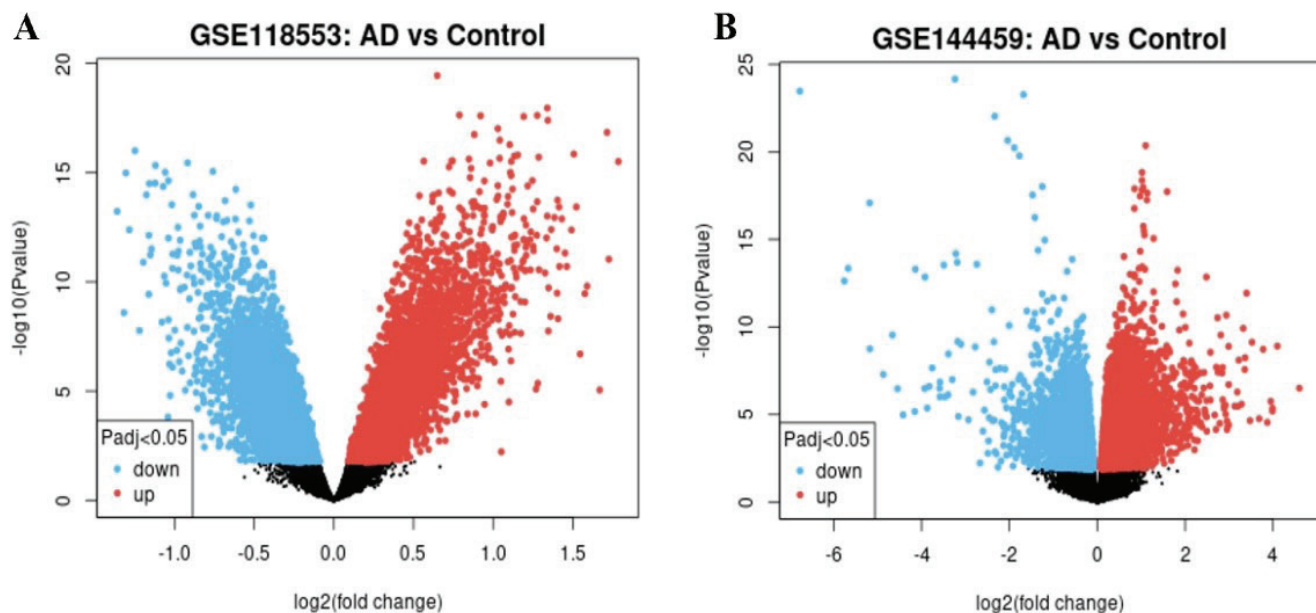 A
GSE118553: AD vs Control
20
15
10
5
0
-log10(Pvalue)
Padj<0.05
down
up
-1.0
-0.5
0.0
0.5
1.0
1.5
log2(fold change)
B
GSE144459: AD vs Control
25
20
15
10
5
0
-log10(Pvalue)
Padj<0.05
down
up
-6
-4
-2
0
2
4
log2(fold change)